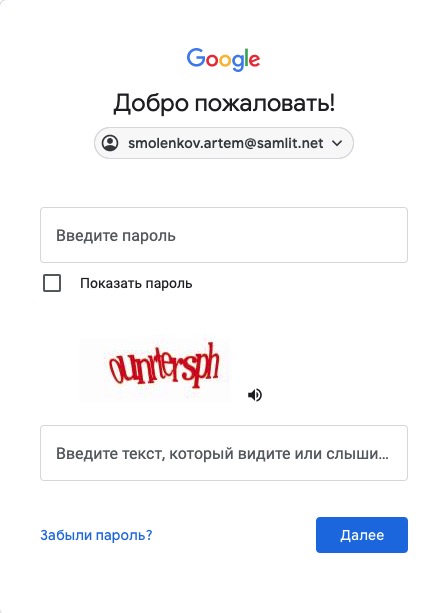 Google
Добро пожаловать!
smolenkov.artem@samlit.net
Введите пароль
Показать пароль
Введите текст, который видите или слыши...
Забыли пароль?
Далее